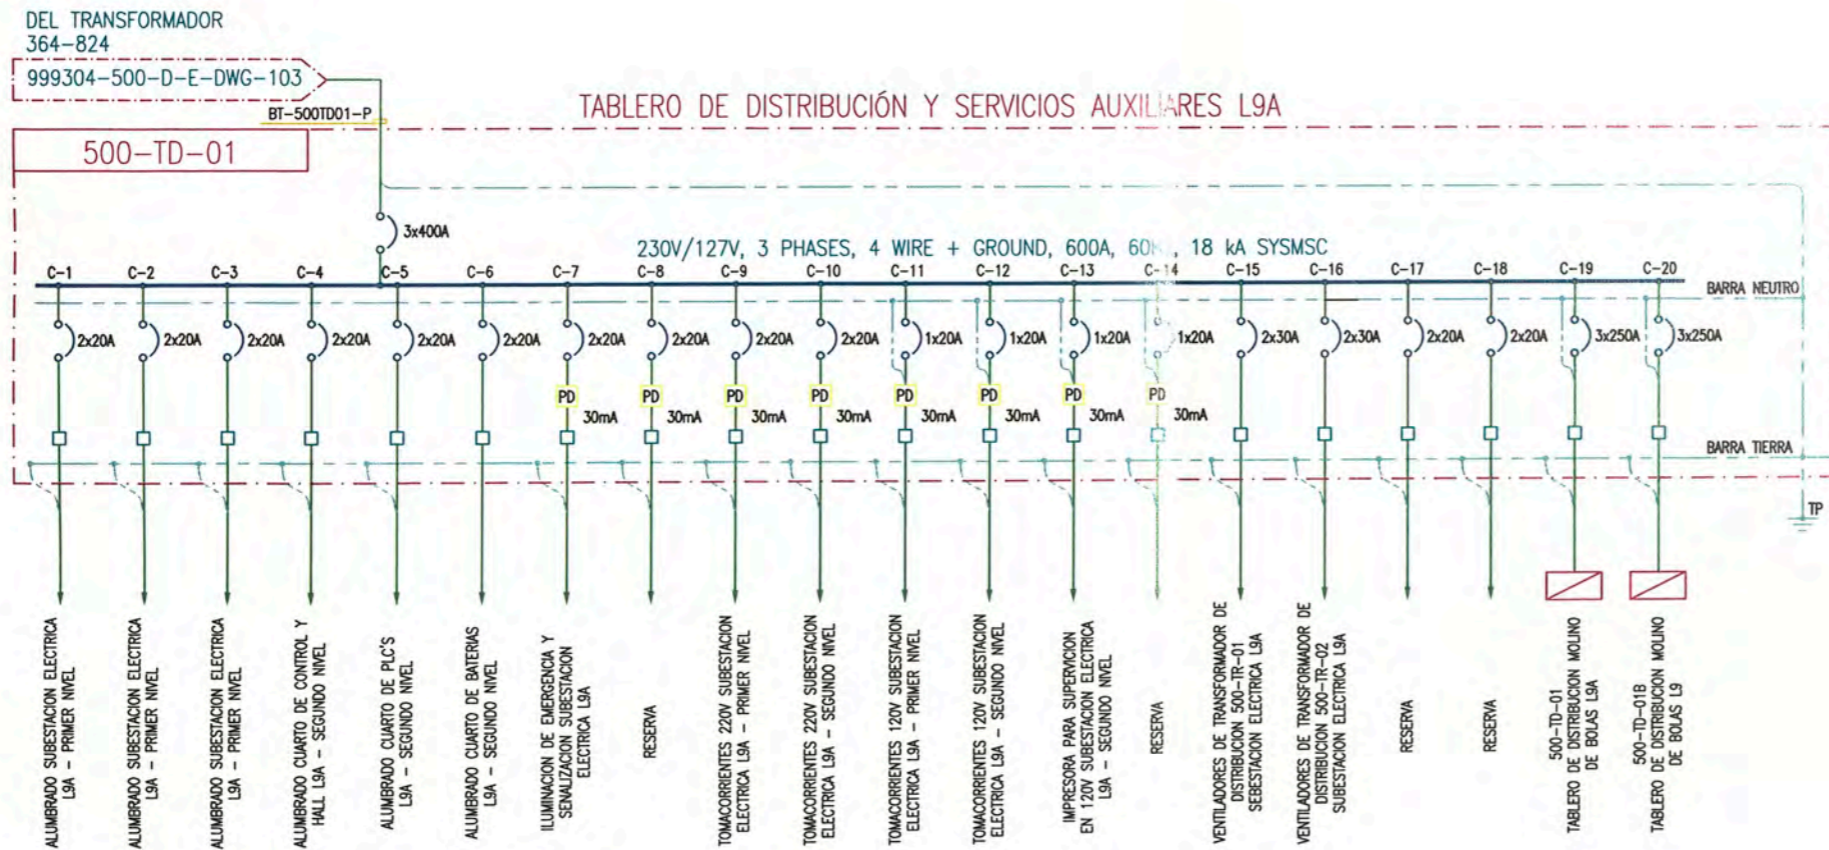 DEL TRANSFORMADOR
364-824
999304-500-D-E-DWG-103
BT-500TD01-P
TABLERO DE DISTRIBUCIÓN Y SERVICIOS AUXILIARES L9A
500-TD-01
3x400A
230V/127V, 3 PHASES, 4 WIRE + GROUND, 600A, 18 kA SYSMSC
C-1 C-2 C-3 C-4 C-5 C-6 C-7 C-8 C-9 C-10 C-11 C-12 C-13 C-14 C-15 C-16 C-17 C-18 C-19 C-20
BARRA NEUTRO
2x20A 2x20A 2x20A 2x20A 2x20A 2x20A 2x20A 2x20A 2x20A 2x20A 1x20A 1x20A 1x20A 1x20A 2x30A 2x30A 2x20A 2x20A 3x250A 3x250A
PD PD PD PD PD PD PD PD
30mA 30mA 30mA 30mA 30mA 30mA 30mA 30mA
BARRA TIERRA
TP
ALUMBRADO SUBESTACION ELECTRICA
L9A - PRIMER NIVEL
ALUMBRADO SUBESTACION ELECTRICA
L9A - PRIMER NIVEL
ALUMBRADO SUBESTACION ELECTRICA
L9A - PRIMER NIVEL
ALUMBRADO CUARTO DE CONTROL Y
HALL L9A - SEGUNDO NIVEL
ALUMBRADO CUARTO DE PLC'S
L9A - SEGUNDO NIVEL
ALUMBRADO CUARTO DE BATERIAS
L9A - SEGUNDO NIVEL
ILUMINACION DE EMERGENCIA Y
SENALIZACION SUBESTACION
ELECTRICA L9A
RESERVA
TOMACORRIENTES 220V SUBESTACION
ELECTRICA L9A - PRIMER NIVEL
TOMACORRIENTES 220V SUBESTACION
ELECTRICA L9A - SEGUNDO NIVEL
TOMACORRIENTES 120V SUBESTACION
ELECTRICA L9A - PRIMER NIVEL
TOMACORRIENTES 120V SUBESTACION
ELECTRICA L9A - SEGUNDO NIVEL
IMPRESORA PARA SUPERVICION
EN 120V SUBESTACION ELECTRICA
L9A - SEGUNDO NIVEL
RESERVA
VENTILADORES DE TRANSFORMADOR DE
DISTRIBUCION 500-TR-01
SEBESTACION ELECTRICA L9A
VENTILADORES DE TRANSFORMADOR DE
DISTRIBUCION 500-TR-02
SUBESTACION ELECTRICA L9A
RESERVA
RESERVA
500-TD-01
TABLERO DE DISTRIBUCION MOLINO
DE BOLAS L9A
500-TD-01B
TABLERO DE DISTRIBUCION MOLINO
DE BOLAS L9